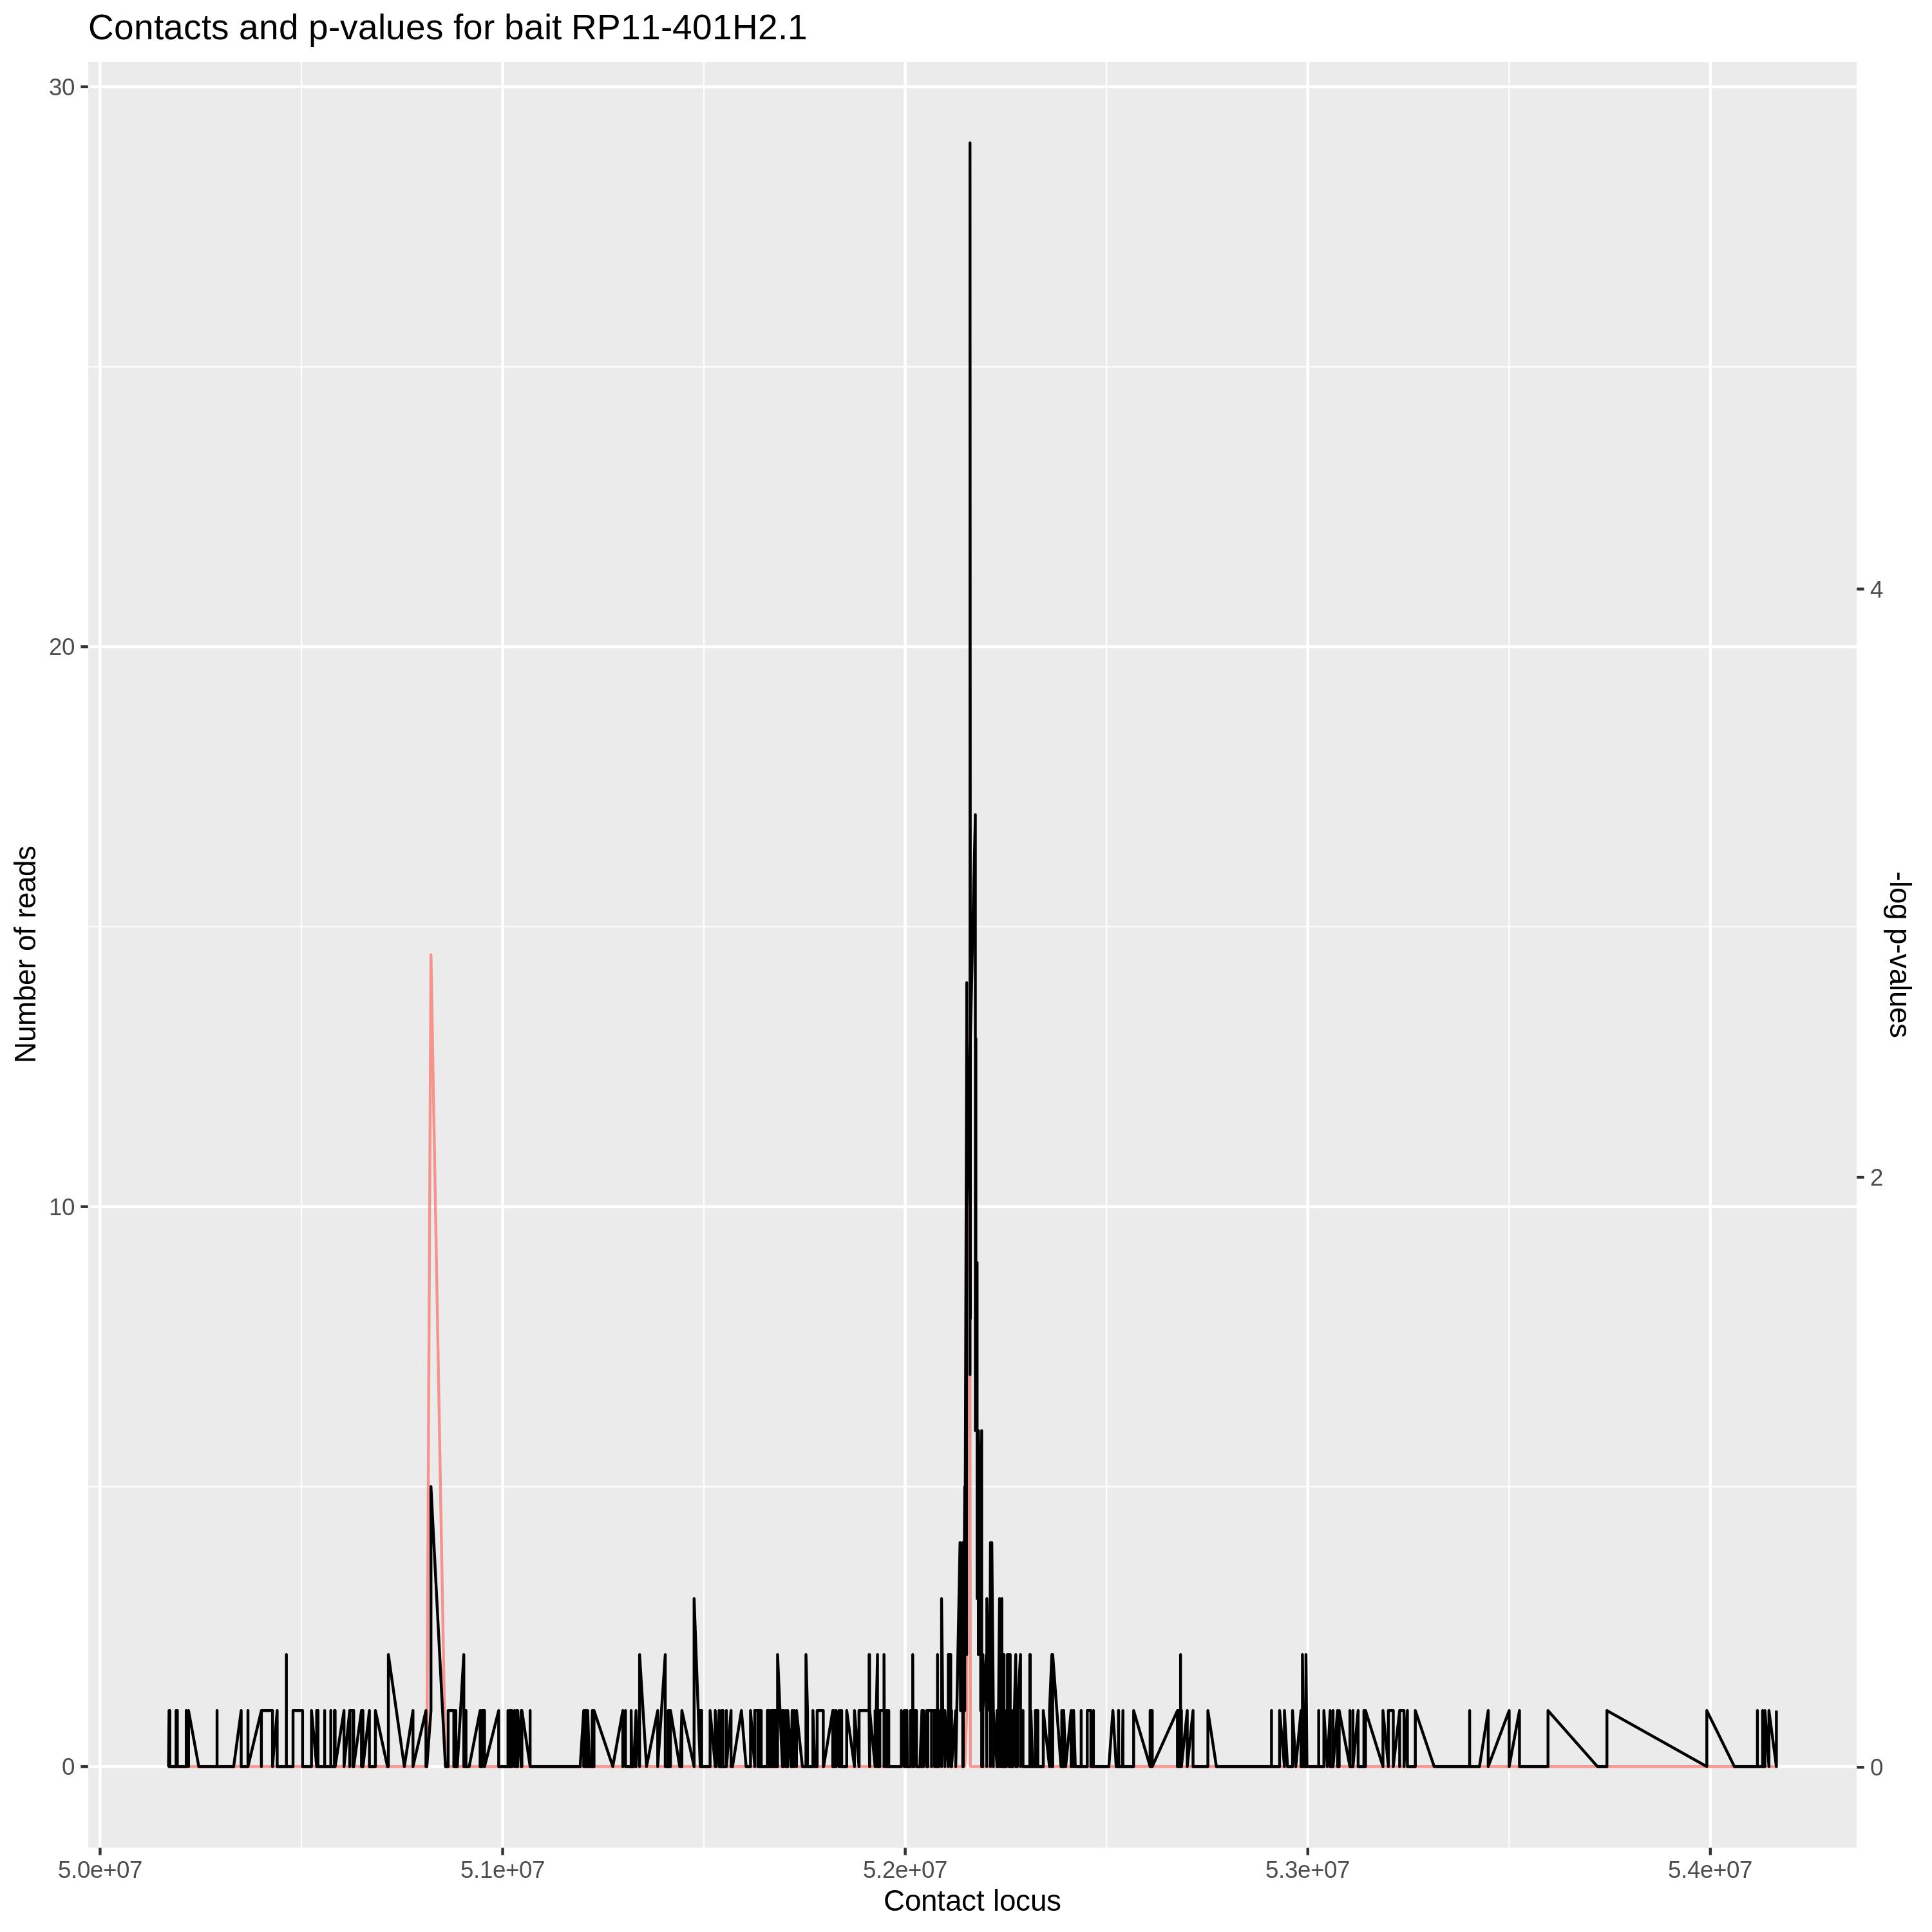 Contacts and p-values for bait RP11-401H2.1
30
20
10
0
Number of reads
4
2
0
-log p-values
5.0e+07
5.1e+07
5.2e+07
5.3e+07
5.4e+07
Contact locus